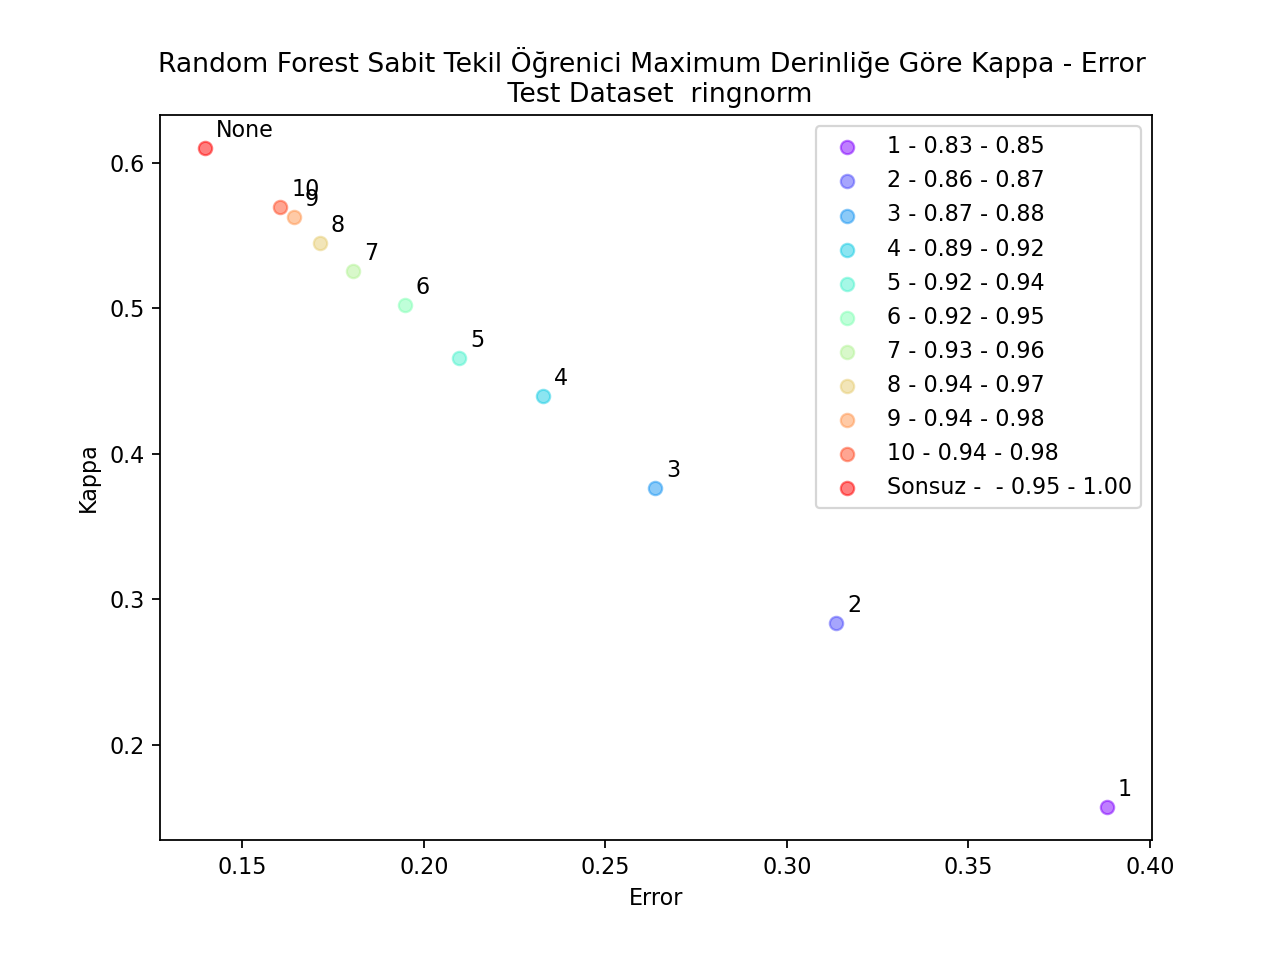 Random Forest Sabit Tekil Öğrenici Maximum Derinliğe Göre Kappa - Error
Test Dataset  ringnorm
None
10
9
8
7
6
5
4
3
2
1
1 - 0.83 - 0.85
2 - 0.86 - 0.87
3 - 0.87 - 0.88
4 - 0.89 - 0.92
5 - 0.92 - 0.94
6 - 0.92 - 0.95
7 - 0.93 - 0.96
8 - 0.94 - 0.97
9 - 0.94 - 0.98
10 - 0.94 - 0.98
Sonsuz -  - 0.95 - 1.00
Kappa
0.6
0.5
0.4
0.3
0.2
0.15
0.20
0.25
0.30
0.35
0.40
Error